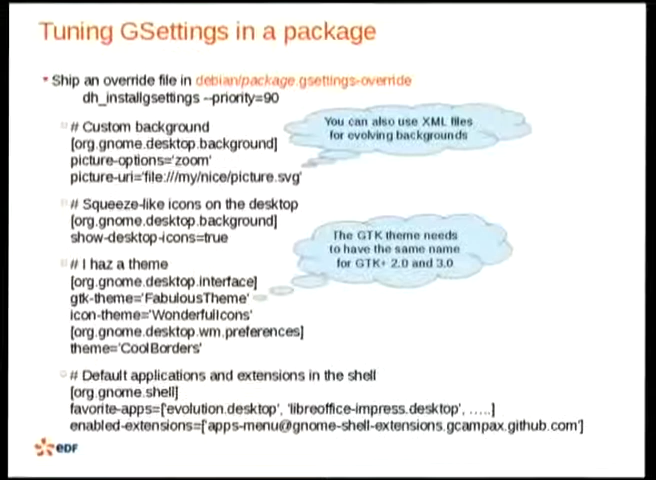 Tuning GSettings in a package
Ship an override file in debian/package.gsettings-override
dh_installgsettings --priority=90
# Custom background
[org.gnome.desktop.background]
picture-options='zoom'
picture-uri='file:///my/nice/picture.svg'
You can also use XML files
for evolving backgrounds
# Squeeze-like icons on the desktop
[org.gnome.desktop.background]
show-desktop-icons=true
The GTK theme needs
to have the same name
for GTK+ 2.0 and 3.0
# I haz a theme
[org.gnome.desktop.interface]
gtk-theme='FabulousTheme'
icon-theme='WonderfulIcons'
[org.gnome.desktop.wm.preferences]
theme='CoolBorders'
# Default applications and extensions in the shell
[org.gnome.shell]
favorite-apps=['evolution.desktop', 'libreoffice-impress.desktop', .....]
enabled-extensions=['apps-menu@gnome-shell-extensions.gcampax.github.com']
eDF